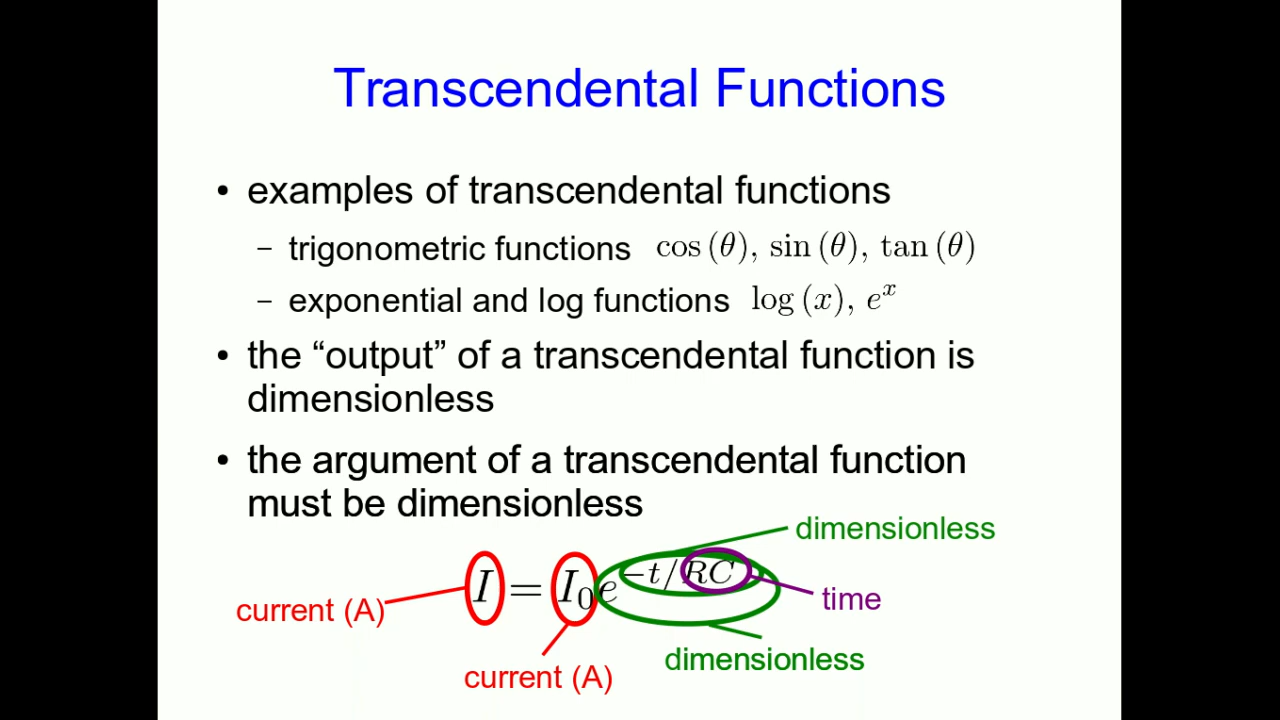 Transcendental Functions
• examples of transcendental functions
– trigonometric functions cos (θ), sin (θ), tan (θ)
– exponential and log functions log (x), eˣ
• the “output” of a transcendental function is
dimensionless
• the argument of a transcendental function
must be dimensionless
dimensionless
I = I₀e^{−t/RC}
time
current (A)
dimensionless
current (A)